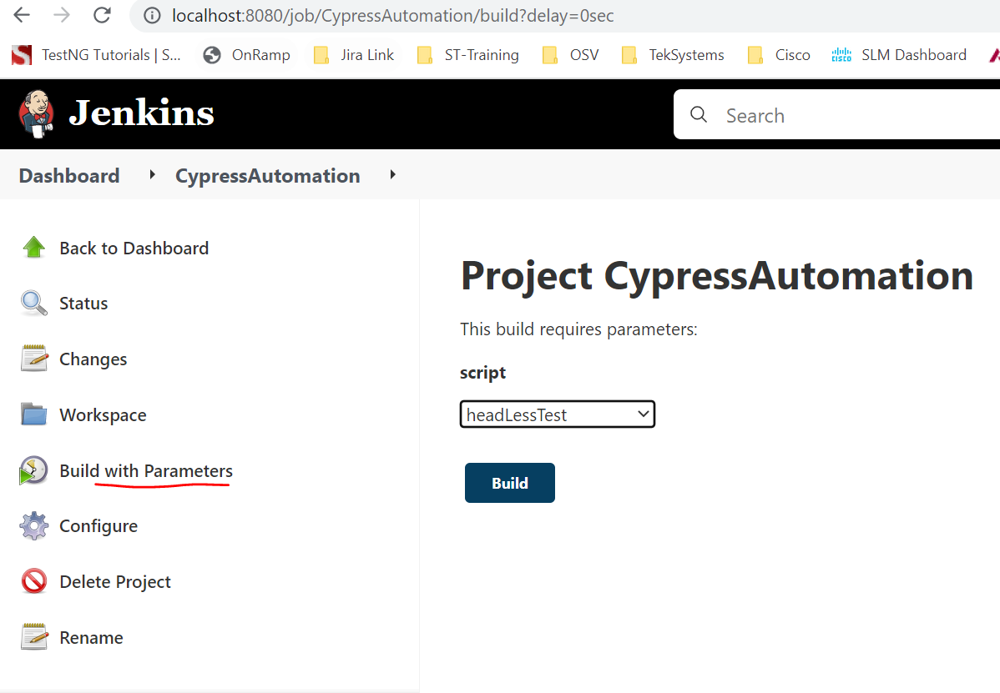 localhost:8080/job/CypressAutomation/build?delay=0sec
TestNG Tutorials | S... OnRamp Jira Link ST-Training OSV TekSystems Cisco SLM Dashboard
Jenkins Search
Dashboard CypressAutomation
Back to Dashboard
Status
Changes
Workspace
Build with Parameters
Configure
Delete Project
Rename
Project CypressAutomation
This build requires parameters:
script
headLessTest
Build